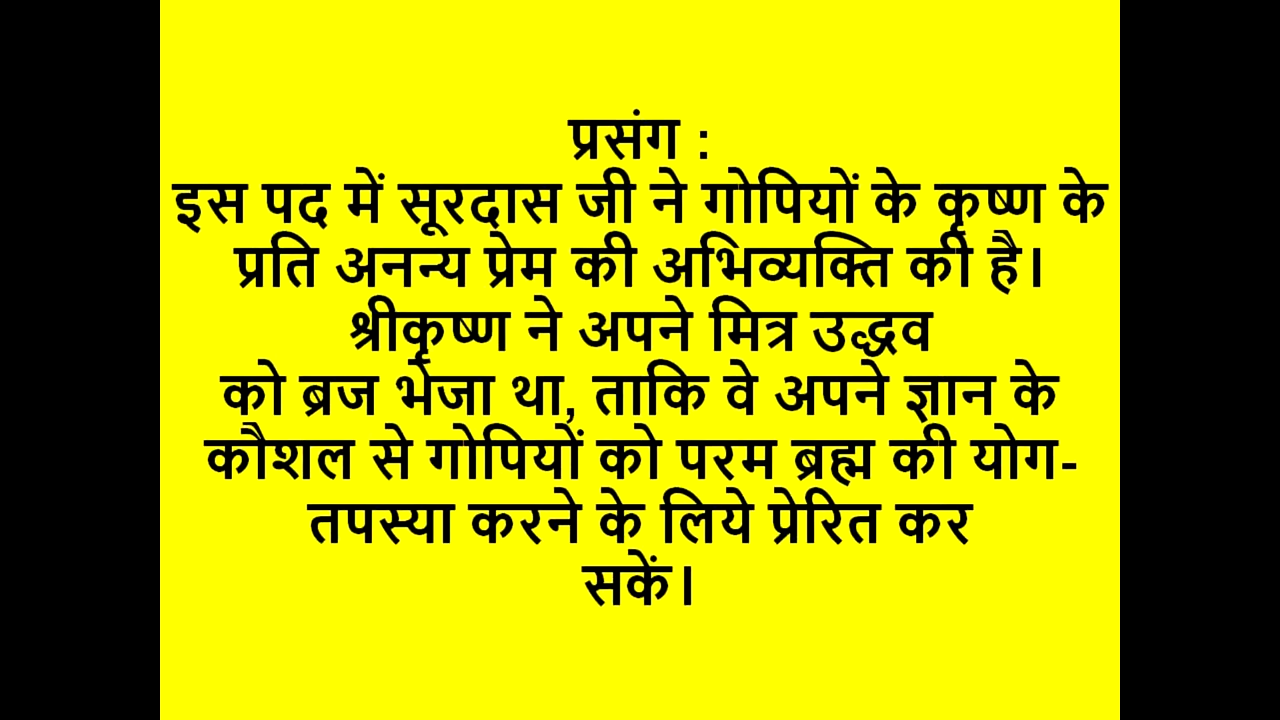 प्रसंग :
इस पद में सूरदास जी ने गोपियों के कृष्ण के
प्रति अनन्य प्रेम की अभिव्यक्ति की है।
श्रीकृष्ण ने अपने मित्र उद्धव
को ब्रज भेजा था, ताकि वे अपने ज्ञान के
कौशल से गोपियों को परम ब्रह्म की योग-
तपस्या करने के लिये प्रेरित कर
सकें।